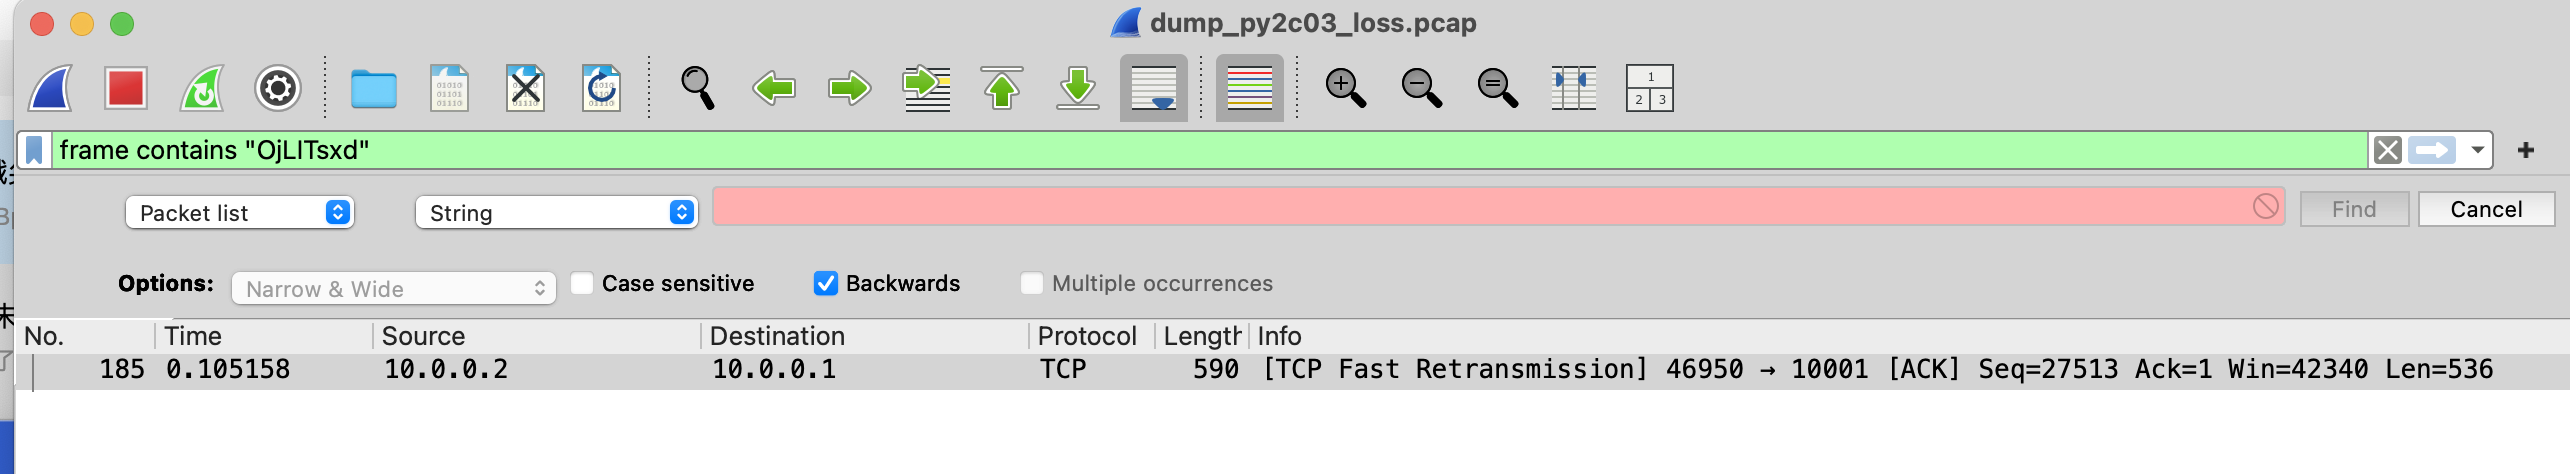 dump_py2c03_loss.pcap
frame contains "OjLITsxd"
Packet list String Find Cancel
Options: Narrow & Wide Case sensitive Backwards Multiple occurrences
No. Time Source Destination Protocol Length Info
185 0.105158 10.0.0.2 10.0.0.1 TCP 590 [TCP Fast Retransmission] 46950 → 10001 [ACK] Seq=27513 Ack=1 Win=42340 Len=536